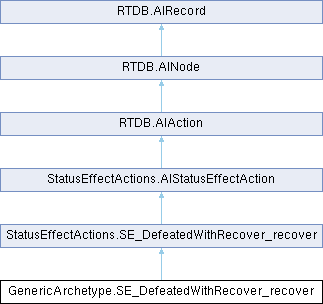 RTDB.AIRecord
RTDB.AINode
RTDB.AIAction
StatusEffectActions.AIStatusEffectAction
StatusEffectActions.SE_DefeatedWithRecover_recover
GenericArchetype.SE_DefeatedWithRecover_recover